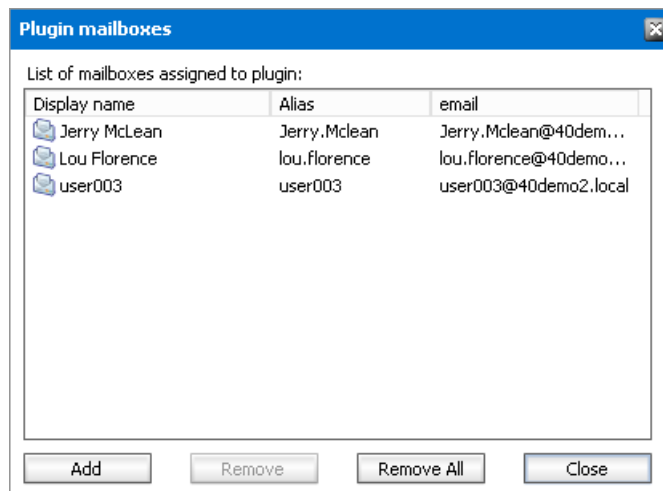 Plugin mailboxes
List of mailboxes assigned to plugin:
Display name Alias email
Jerry McLean Jerry.Mclean Jerry.Mclean@40dem...
Lou Florence lou.florence lou.florence@40demo...
user003 user003 user003@40demo2.local
Add Remove Remove All Close